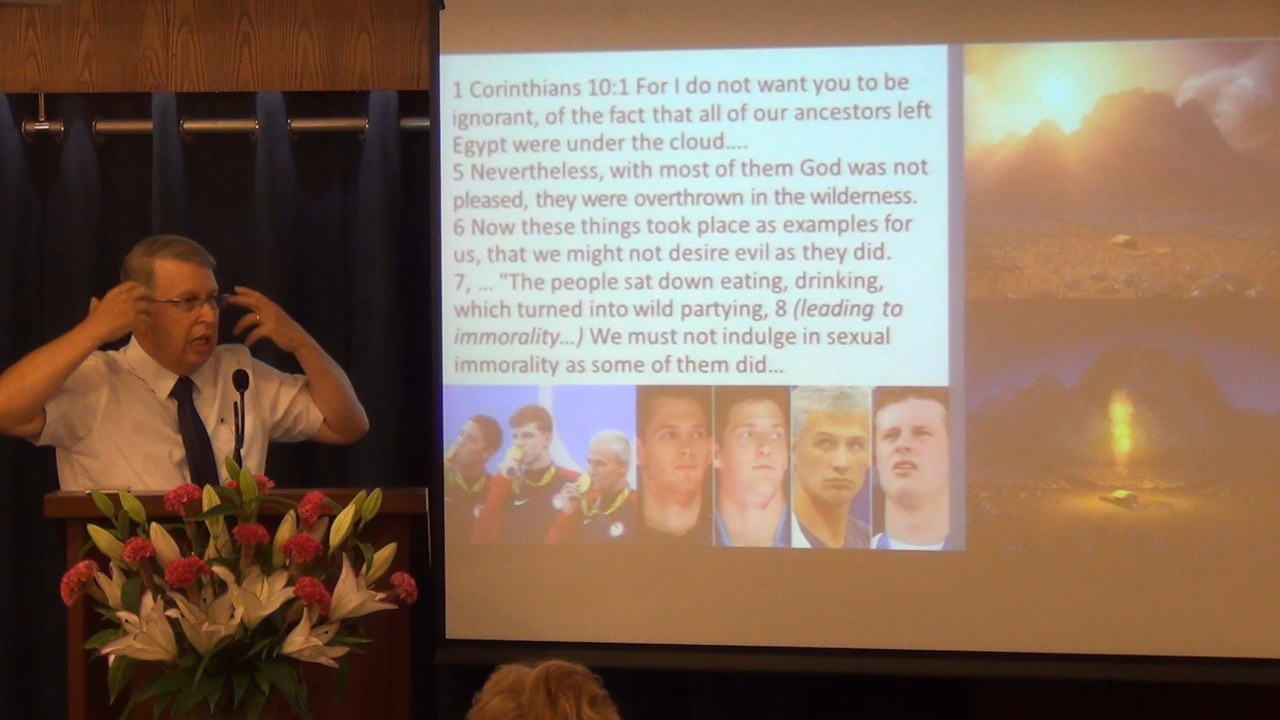 1 Corinthians 10:1 For I do not want you to be
ignorant, of the fact that all of our ancestors left
Egypt were under the cloud....
5 Nevertheless, with most of them God was not
pleased, they were overthrown in the wilderness.
6 Now these things took place as examples for
us, that we might not desire evil as they did.
7, ... "The people sat down eating, drinking,
which turned into wild partying, 8 (leading to
immorality...) We must not indulge in sexual
immorality as some of them did...